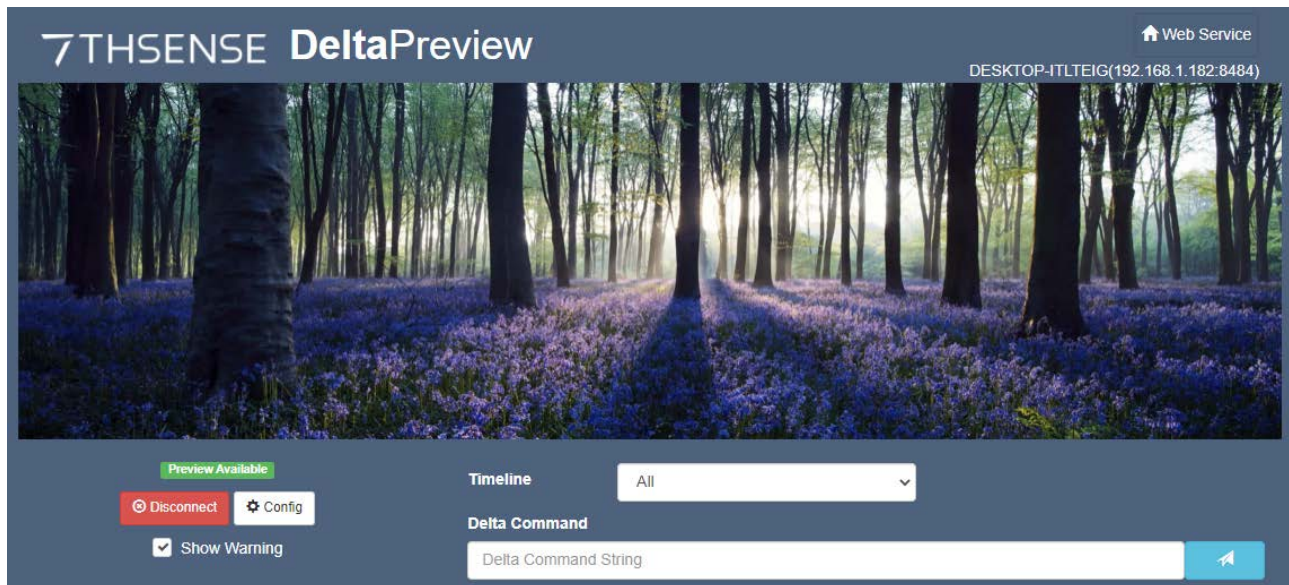 7THSENSE DeltaPreview
Web Service
DESKTOP-ITLTEIG(192.168.1.182:8484)
Preview Available
Disconnect
Config
Show Warning
Timeline
All
Delta Command
Delta Command String